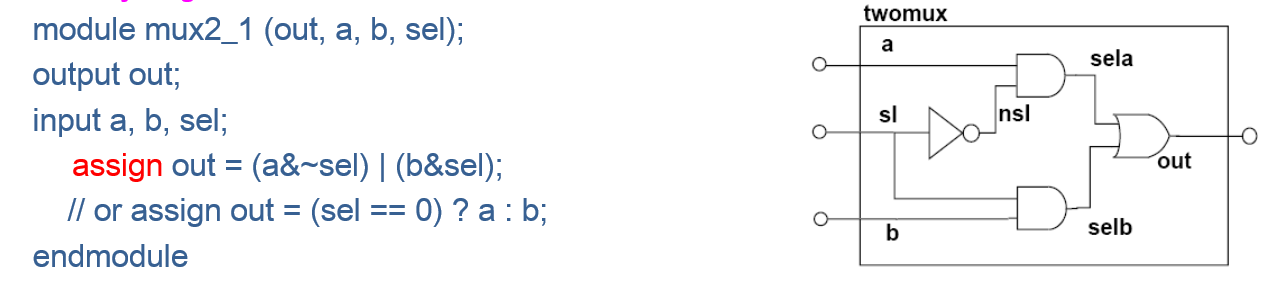 module mux2_1 (out, a, b, sel);
output out;
input a, b, sel;
assign out = (a&~sel) | (b&sel);
// or assign out = (sel == 0) ? a : b;
endmodule
twomux
a
sela
sl
nsl
out
b
selb